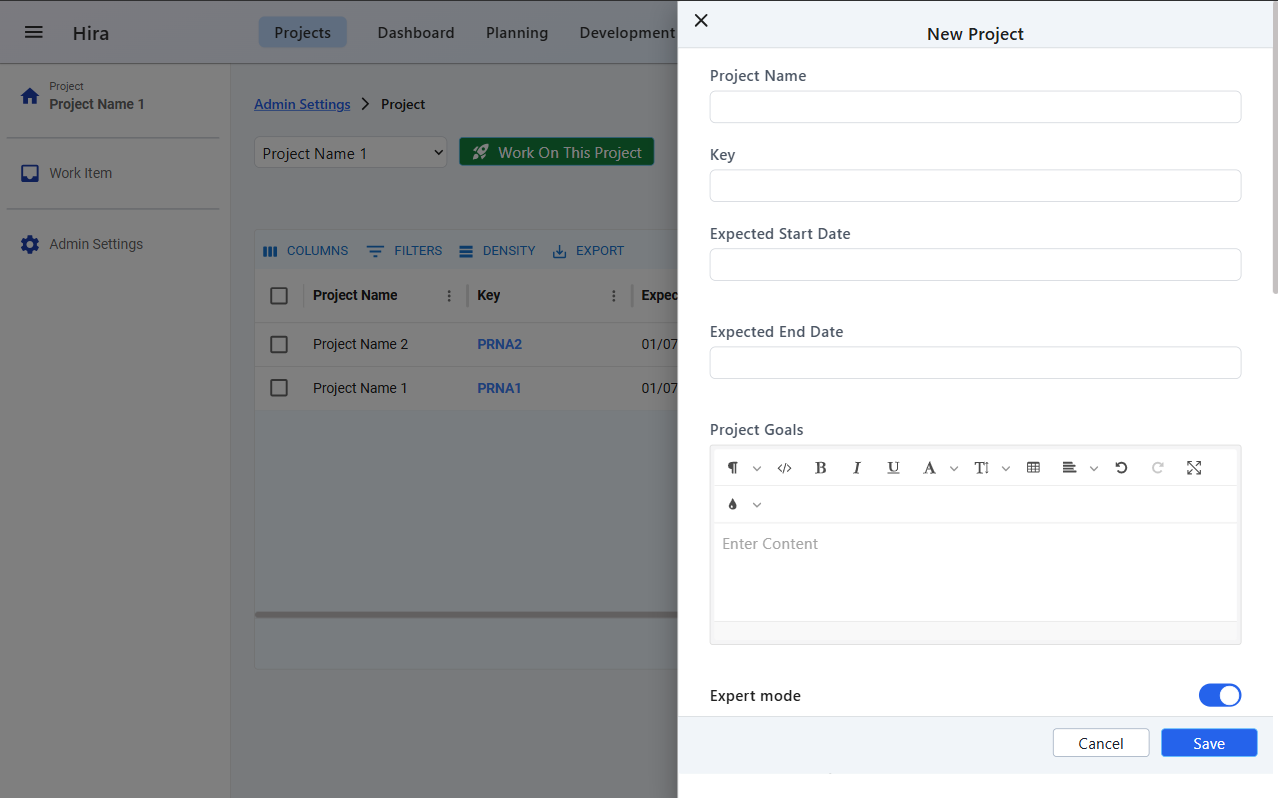 Hira
Projects Dashboard Planning Development
Project
Project Name 1
Work Item
Admin Settings
Admin Settings Project
Project Name 1 Work On This Project
COLUMNS FILTERS DENSITY EXPORT
Project Name Key Expec
Project Name 2 PRNA2 01/07
Project Name 1 PRNA1 01/07
New Project
Project Name
Key
Expected Start Date
Expected End Date
Project Goals
Enter Content
Expert mode
Cancel Save